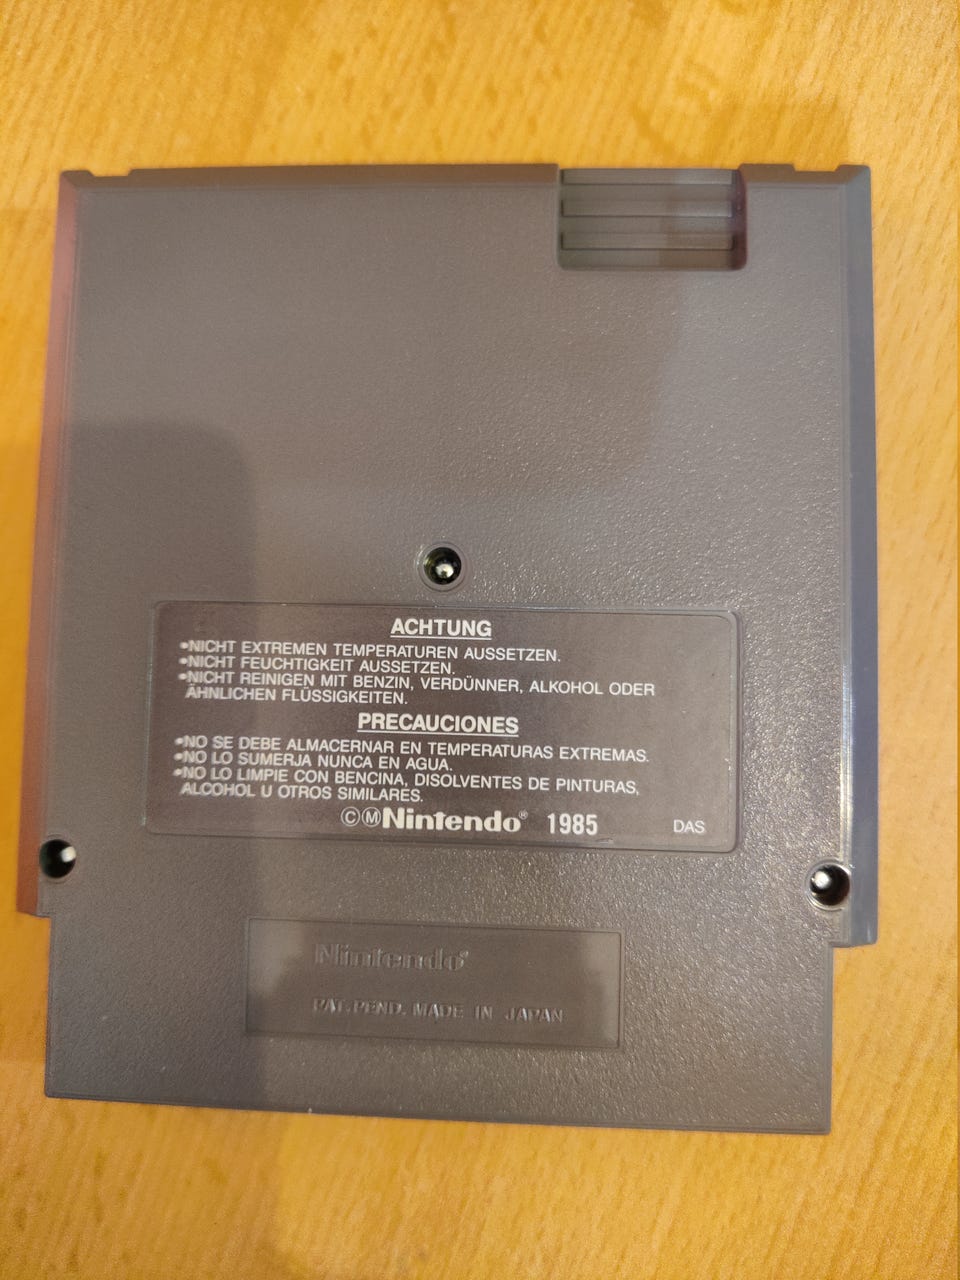 ACHTUNG
•NICHT EXTREMEN TEMPERATUREN AUSSETZEN.
•NICHT FEUCHTIGKEIT AUSSETZEN.
•NICHT REINIGEN MIT BENZIN, VERDÜNNER, ALKOHOL ODER
ÄHNLICHEN FLÜSSIGKEITEN.
PRECAUCIONES
•NO SE DEBE ALMACERNAR EN TEMPERATURAS EXTREMAS.
•NO LO SUMERJA NUNCA EN AGUA.
•NO LO LIMPIE CON BENCINA, DISOLVENTES DE PINTURAS,
ALCOHOL U OTROS SIMILARES.
©Ⓜ Nintendo® 1985 DAS
Nintendo®
PAT. PEND. MADE IN JAPAN